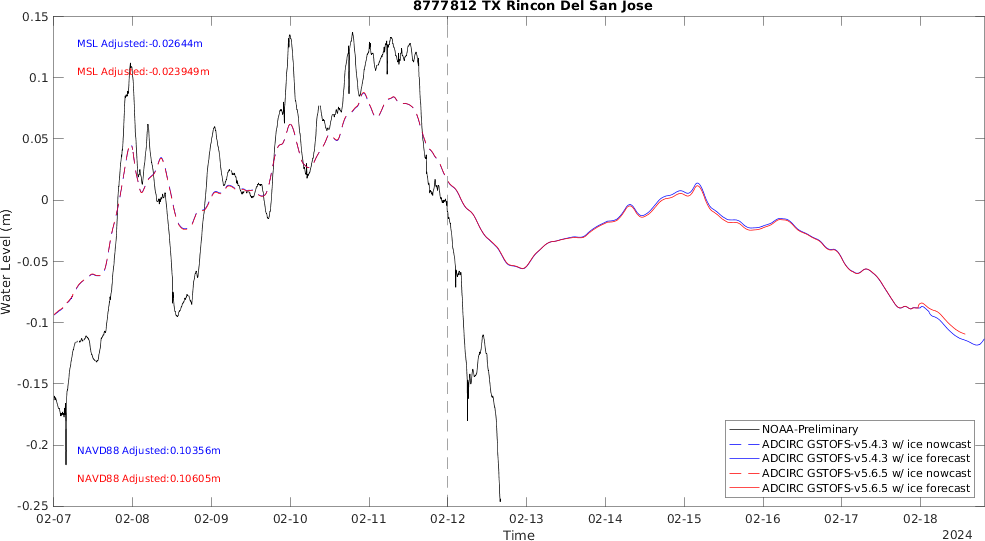 8777812 TX Rincon Del San Jose
MSL Adjusted:-0.02644m
MSL Adjusted:-0.023949m
NAVD88 Adjusted:0.10356m
NAVD88 Adjusted:0.10605m
Water Level (m)
0.15
0.1
0.05
0
-0.05
-0.1
-0.15
-0.2
-0.25
NOAA-Preliminary
ADCIRC GSTOFS-v5.4.3 w/ ice nowcast
ADCIRC GSTOFS-v5.4.3 w/ ice forecast
ADCIRC GSTOFS-v5.6.5 w/ ice nowcast
ADCIRC GSTOFS-v5.6.5 w/ ice forecast
02-07 02-08 02-09 02-10 02-11 02-12 02-13 02-14 02-15 02-16 02-17 02-18
Time
2024